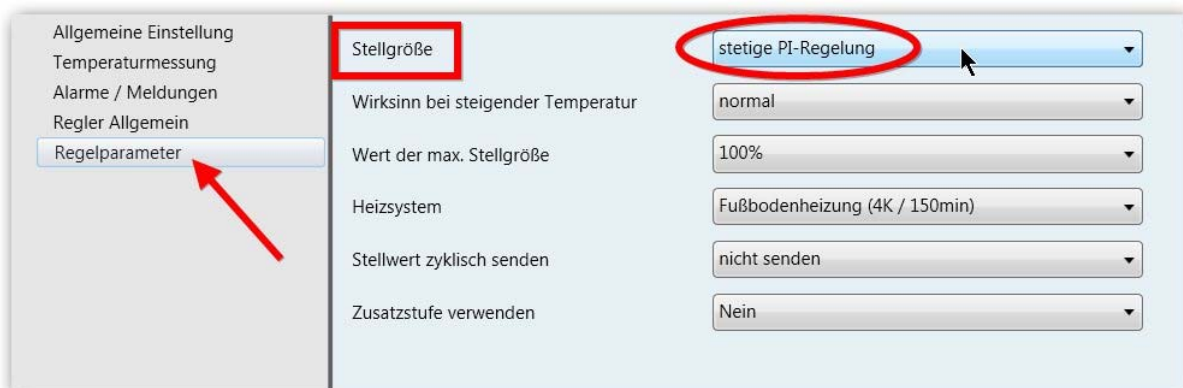 Allgemeine Einstellung
Temperaturmessung
Alarme / Meldungen
Regler Allgemein
Regelparameter
Stellgröße stetige PI-Regelung
Wirksinn bei steigender Temperatur normal
Wert der max. Stellgröße 100%
Heizsystem Fußbodenheizung (4K / 150min)
Stellwert zyklisch senden nicht senden
Zusatzstufe verwenden Nein